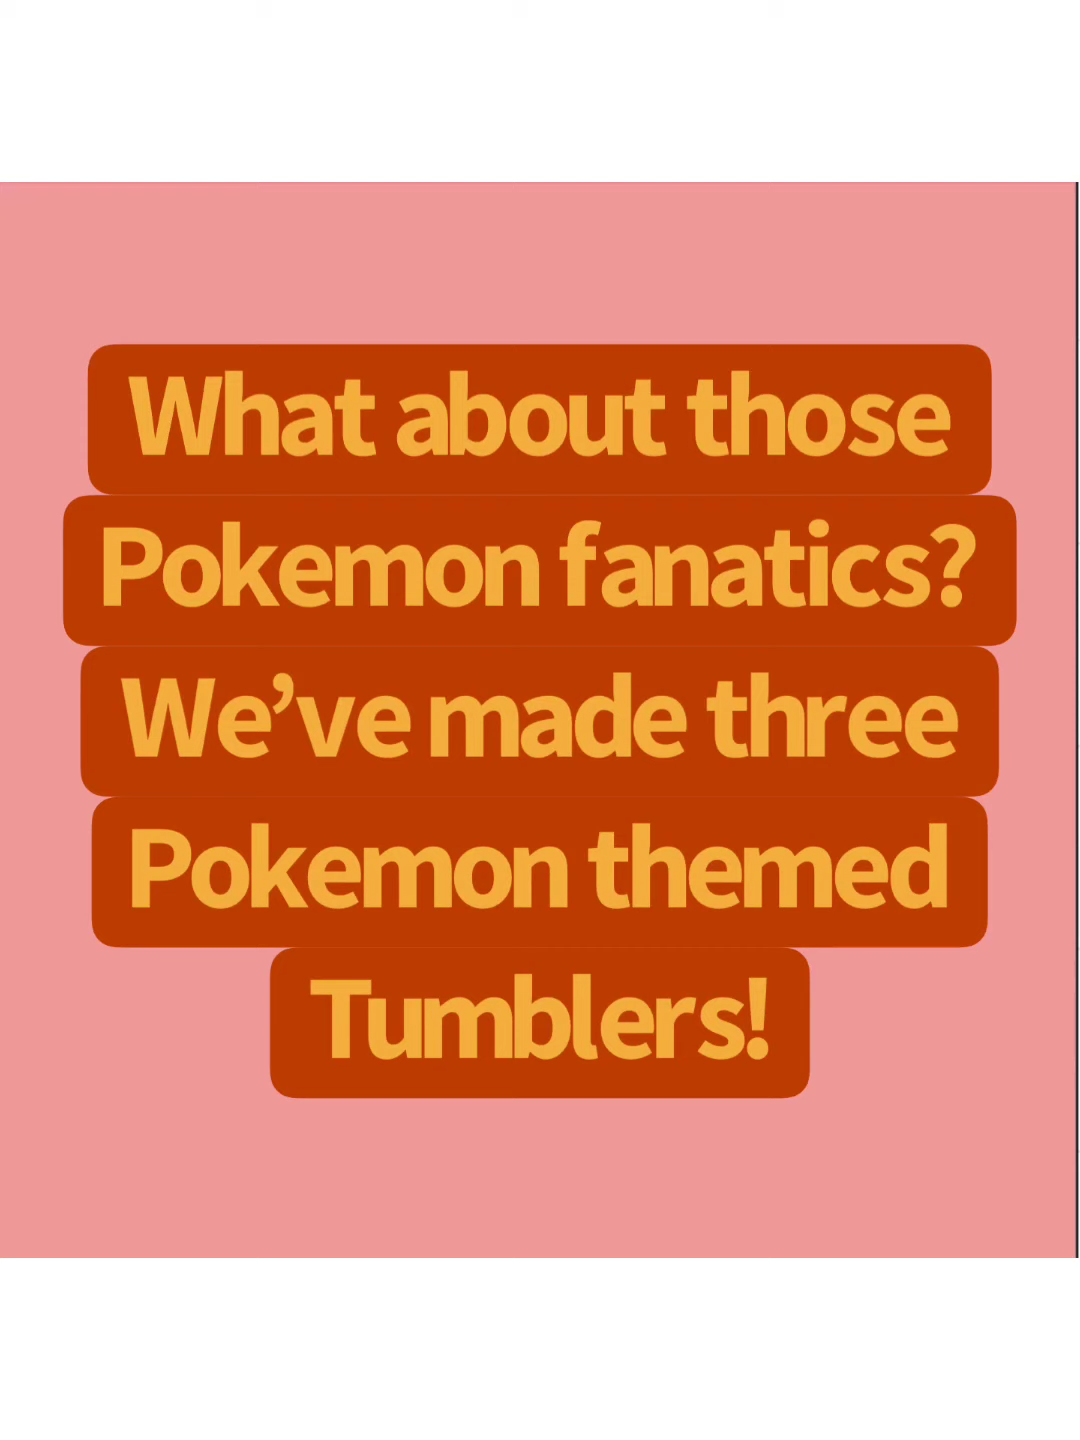 What about those
Pokemon fanatics?
We’ve made three
Pokemon themed
Tumblers!